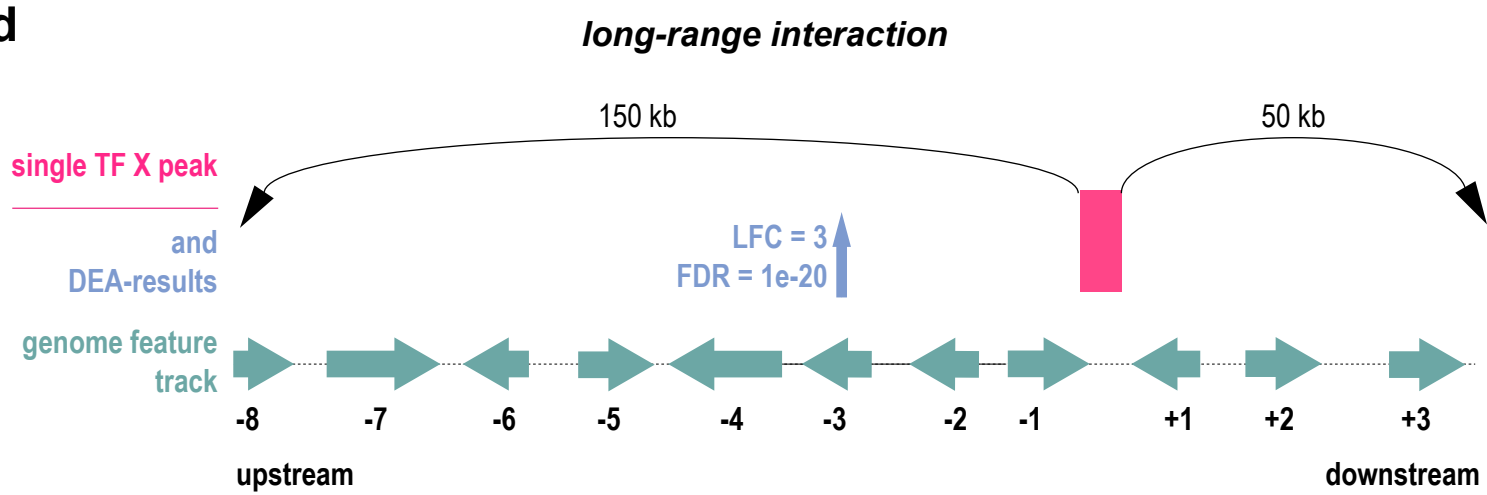 d
long-range interaction
150 kb
50 kb
single TF X peak
and
DEA-results
LFC = 3
FDR = 1e-20
genome feature
track
-8 -7 -6 -5 -4 -3 -2 -1 +1 +2 +3
upstream downstream